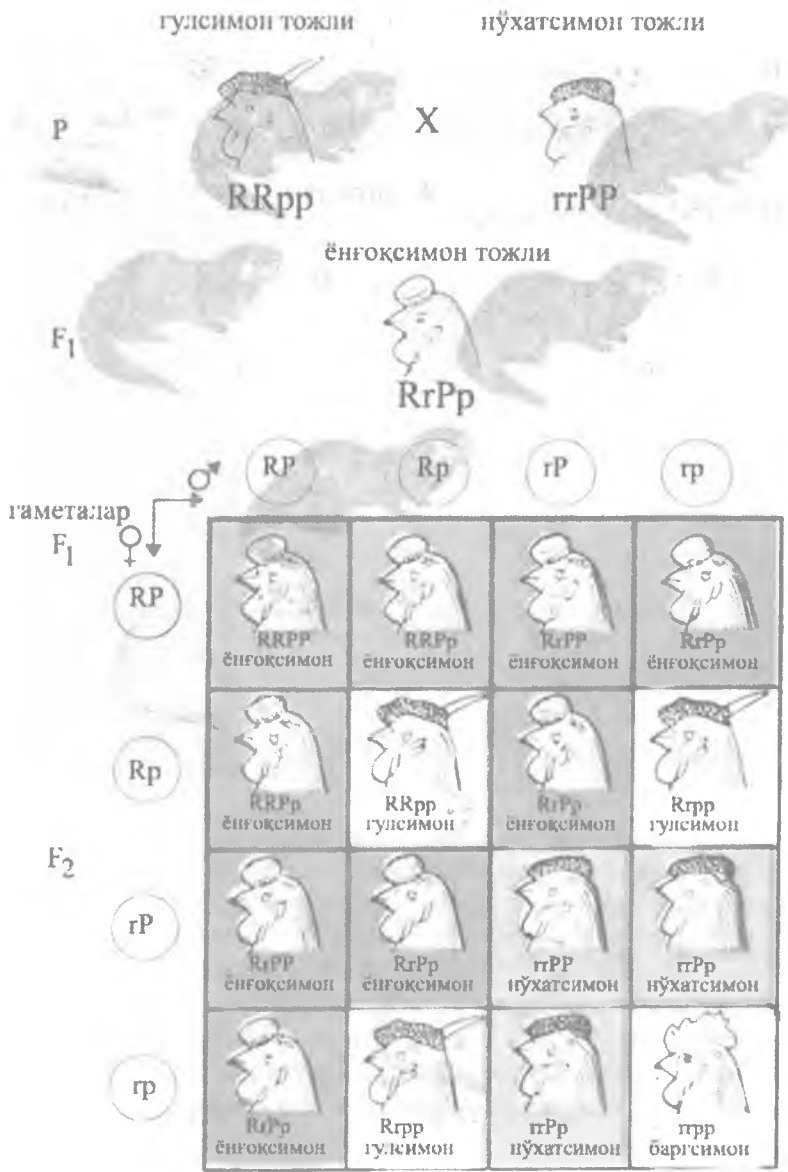 гулсимон тожли нўхатсимон тожли
P X
RRpp rrPP
ёнғоқсимон тожли
F1
RrPp
♂ RP Rp rP rp
гаметалар
F1 ♀
RP
RRPP RRPp RrPP RrPp
ёнғоқсимон ёнғоқсимон ёнғоқсимон ёнғоқсимон
Rp
RRPp RRpp RrPp Rrpp
ёнғоқсимон гулсимон ёнғоқсимон гулсимон
F2
rP
RrPP RrPp rrPP rrPp
ёнғоқсимон ёнғоқсимон нўхатсимон нўхатсимон
rp
RrPp Rrpp rrPp rrpp
ёнғоқсимон гулсимон нўхатсимон баргсимон